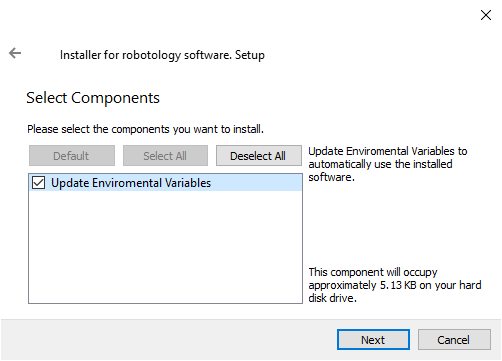 Installer for robotology software. Setup
Select Components
Please select the components you want to install.
Default
Select All
Deselect All
Update Enviromental Variables
Update Enviromental Variables to
automatically use the installed
software.
This component will occupy
approximately 5.13 KB on your hard
disk drive.
Next
Cancel